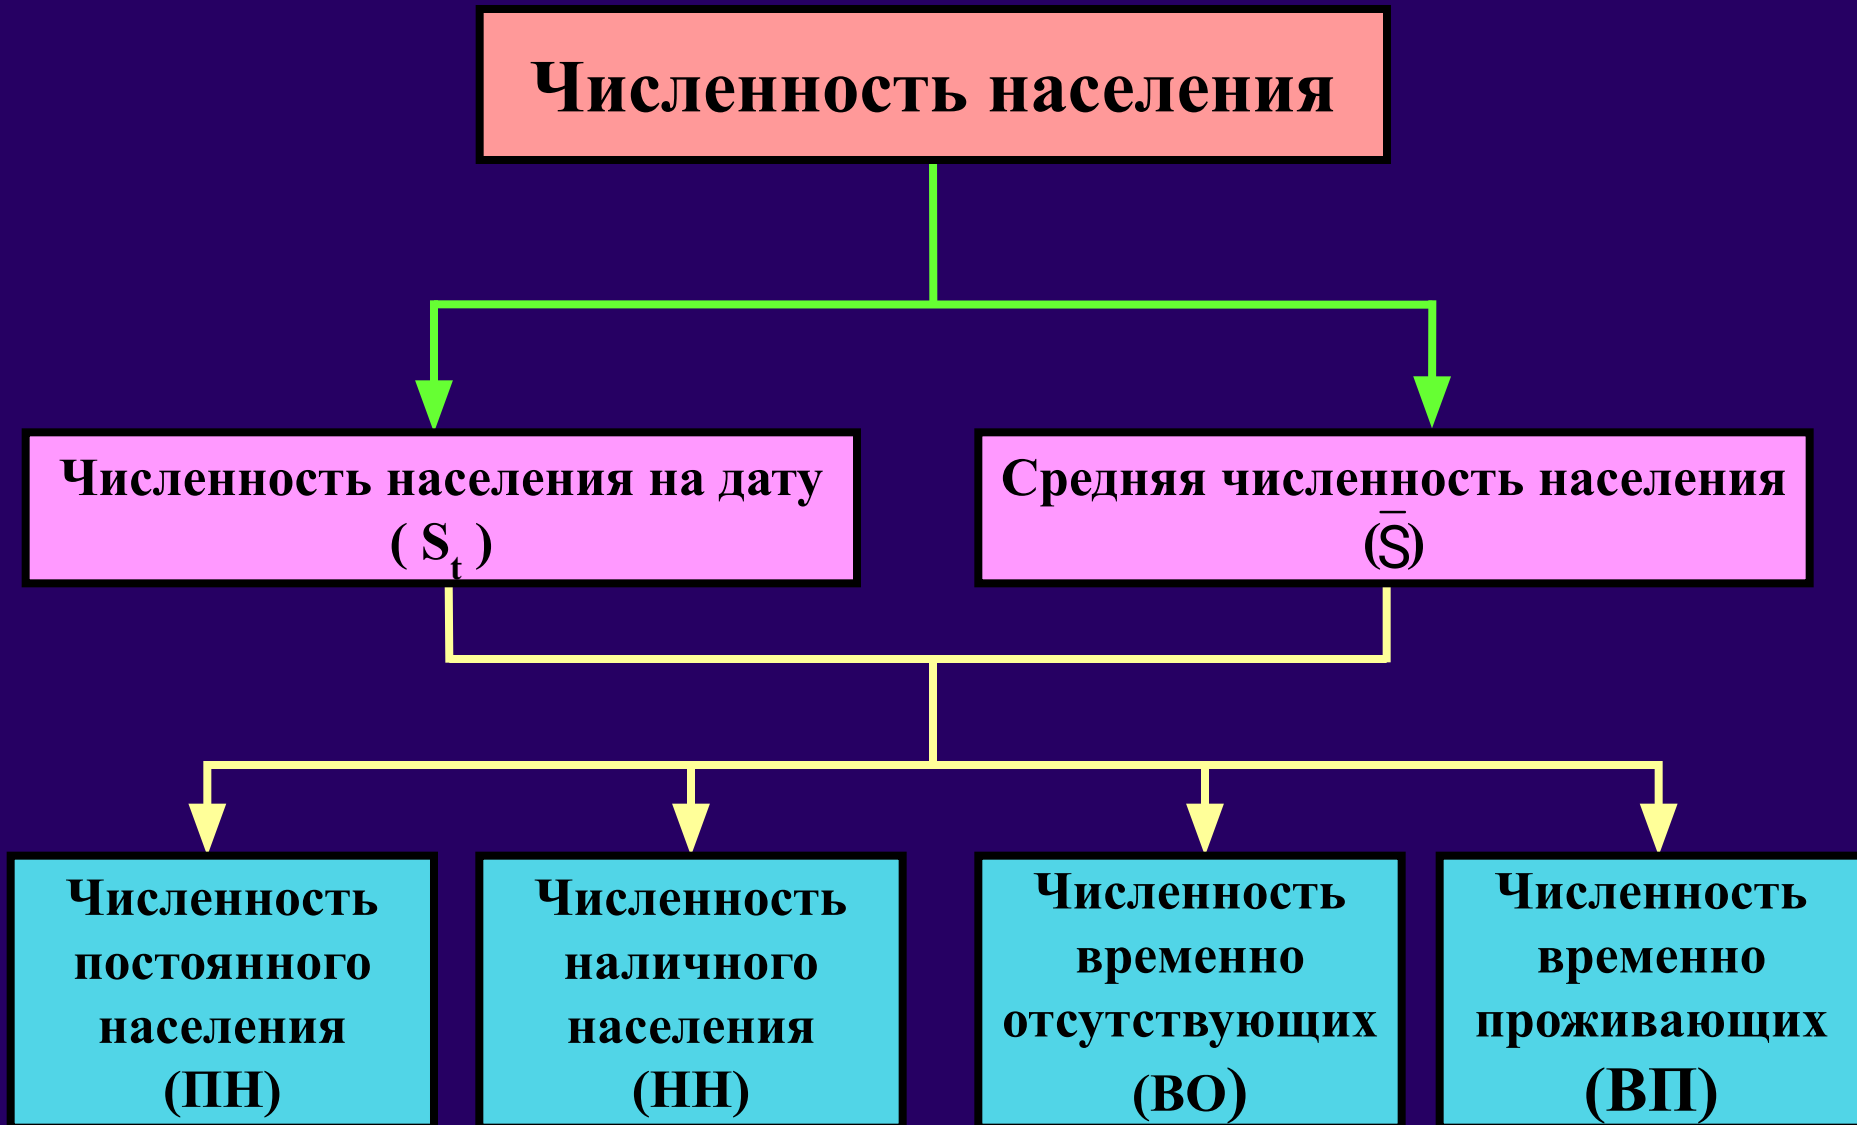 Численность населения
Численность населения на дату
( Sₜ )
Средняя численность населения
(S̅)
Численность
постоянного
населения
(ПН)
Численность
наличного
населения
(НН)
Численность
временно
отсутствующих
(ВО)
Численность
временно
проживающих
(ВП)